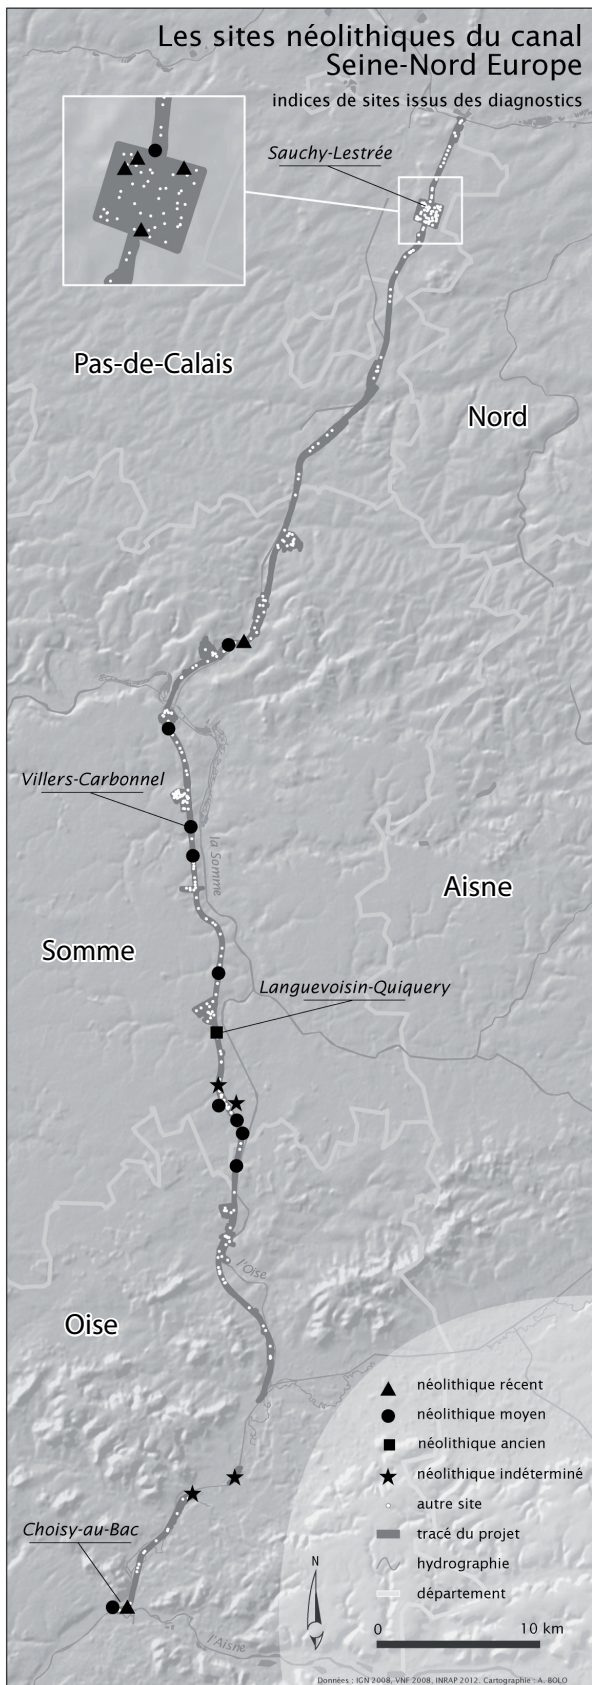 Les sites néolithiques du canal
Seine-Nord Europe
indices de sites issus des diagnostics
Sauchy-Lestrée
Pas-de-Calais
Nord
Villers-Carbonnel
la Somme
Aisne
Somme
Languevoisin-Quiquery
l'Oise
Oise
néolithique récent
néolithique moyen
néolithique ancien
néolithique indéterminé
autre site
tracé du projet
hydrographie
département
Choisy-au-Bac
N
0 10 km
l'Aisne
Données : IGN 2008, VNF 2008, INRAP 2012. Cartographie : A. BOLO